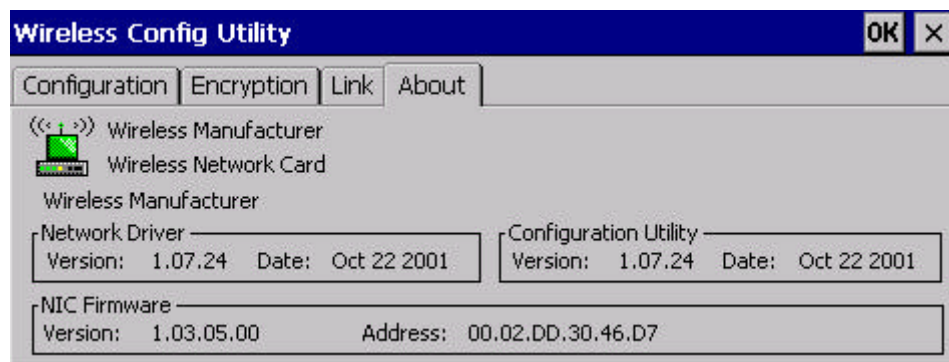 Wireless Config Utility OK ×
Configuration Encryption Link About
Wireless Manufacturer
Wireless Network Card
Wireless Manufacturer
Network Driver
Version: 1.07.24 Date: Oct 22 2001
Configuration Utility
Version: 1.07.24 Date: Oct 22 2001
NIC Firmware
Version: 1.03.05.00 Address: 00.02.DD.30.46.D7